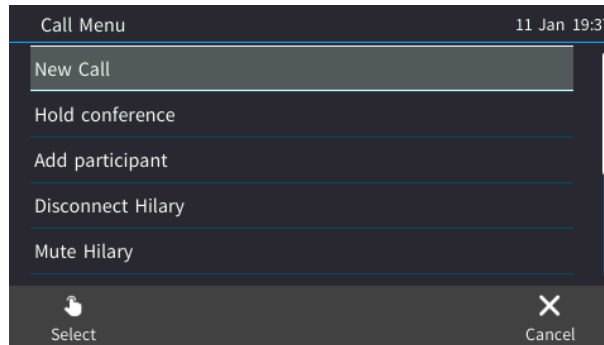 Call Menu 11 Jan 19:3
New Call
Hold conference
Add participant
Disconnect Hilary
Mute Hilary
Select Cancel